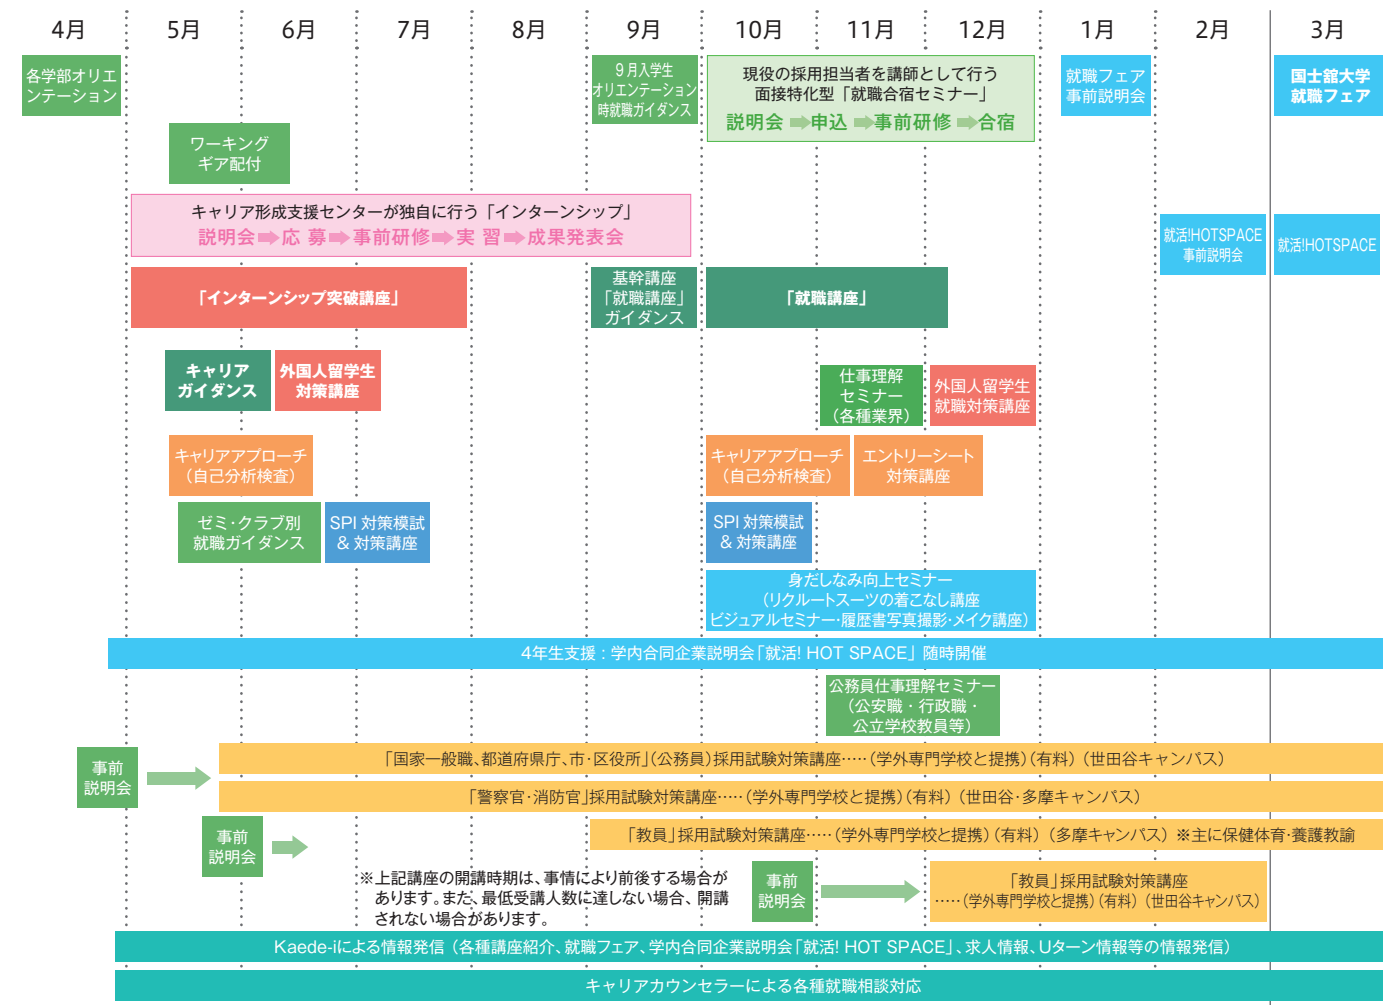 4月 5月 6月 7月 8月 9月 10月 11月 12月 1月 2月 3月
各学部オリエ
ンテーション
9月入学生
オリエンテーション
時就職ガイダンス
現役の採用担当者を講師として行う
面接特化型「就職合宿セミナー」
説明会➡申込➡事前研修➡合宿
就職フェア
事前説明会
国士舘大学
就職フェア
ワーキング
ギア配付
キャリア形成支援センターが独自に行う「インターンシップ」
説明会➡応 募➡事前研修➡実 習➡成果発表会
就活!HOTSPACE
事前説明会
就活!HOTSPACE
「インターンシップ突破講座」
基幹講座
「就職講座」
ガイダンス
「就職講座」
キャリア
ガイダンス
外国人留学生
対策講座
仕事理解
セミナー
(各種業界)
外国人留学生
就職対策講座
キャリアアプローチ
(自己分析検査)
キャリアアプローチ
(自己分析検査)
エントリーシート
対策講座
ゼミ・クラブ別
就職ガイダンス
SPI 対策模試
& 対策講座
SPI 対策模試
& 対策講座
身だしなみ向上セミナー
(リクルートスーツの着こなし講座
ビジュアルセミナー・履歴書写真撮影・メイク講座)
4年生支援：学内合同企業説明会「就活! HOT SPACE」 随時開催
公務員仕事理解セミナー
(公安職・行政職・
公立学校教員等)
事前
説明会
「国家一般職、都道府県庁、市・区役所」(公務員)採用試験対策講座‥‥‥(学外専門学校と提携)(有料) (世田谷キャンパス)
「警察官・消防官」採用試験対策講座‥‥‥(学外専門学校と提携)(有料) (世田谷・多摩キャンパス)
事前
説明会
「教員」採用試験対策講座‥‥‥(学外専門学校と提携)(有料) (多摩キャンパス) ※主に保健体育・養護教諭
※上記講座の開講時期は、事情により前後する場合が
あります。また、最低受講人数に達しない場合、開講
されない場合があります。
事前
説明会
「教員」採用試験対策講座
‥‥‥(学外専門学校と提携)(有料) (世田谷キャンパス)
Kaede-iによる情報発信 (各種講座紹介、就職フェア、学内合同企業説明会「就活! HOT SPACE」、求人情報、Uターン情報等の情報発信)
キャリアカウンセラーによる各種就職相談対応